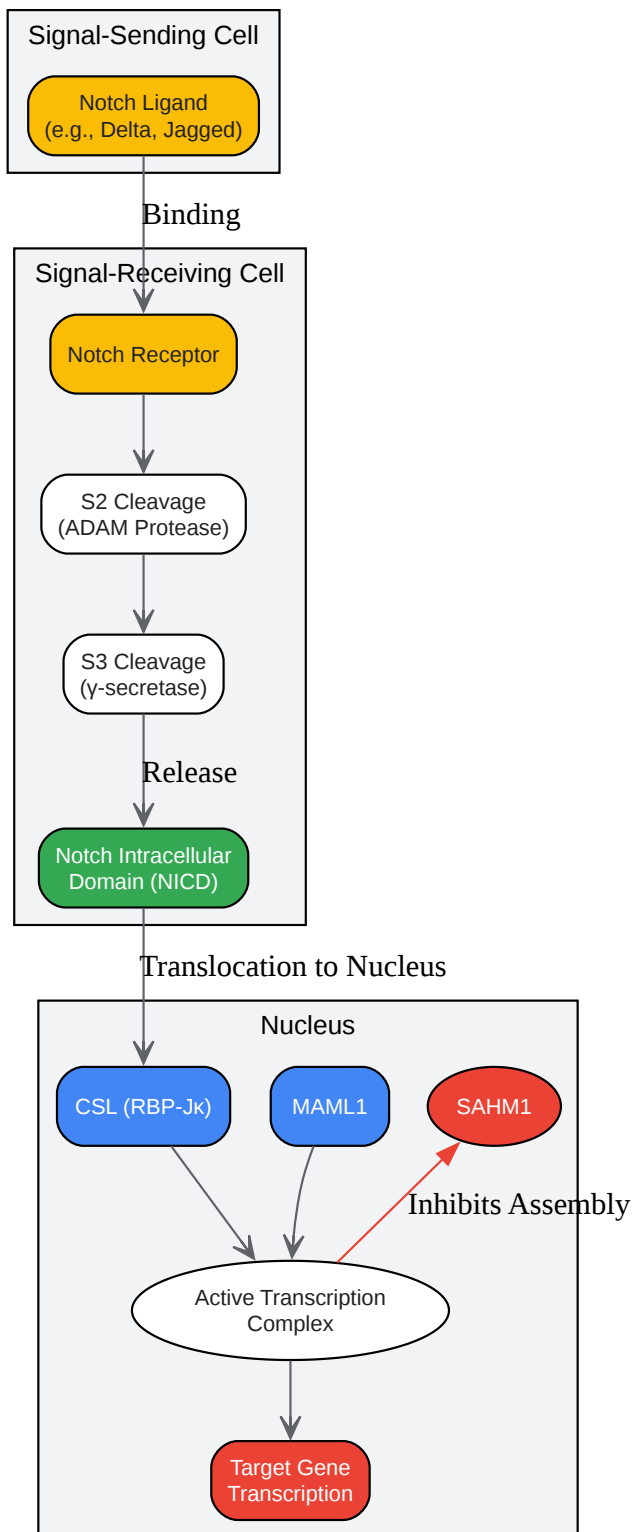 Signal-Sending Cell
Notch Ligand
(e.g., Delta, Jagged)
Binding
Signal-Receiving Cell
Notch Receptor
S2 Cleavage
(ADAM Protease)
S3 Cleavage
(γ-secretase)
Release
Notch Intracellular
Domain (NICD)
Translocation to Nucleus
Nucleus
CSL (RBP-Jκ)
MAML1
SAHM1
Inhibits Assembly
Active Transcription
Complex
Target Gene
Transcription